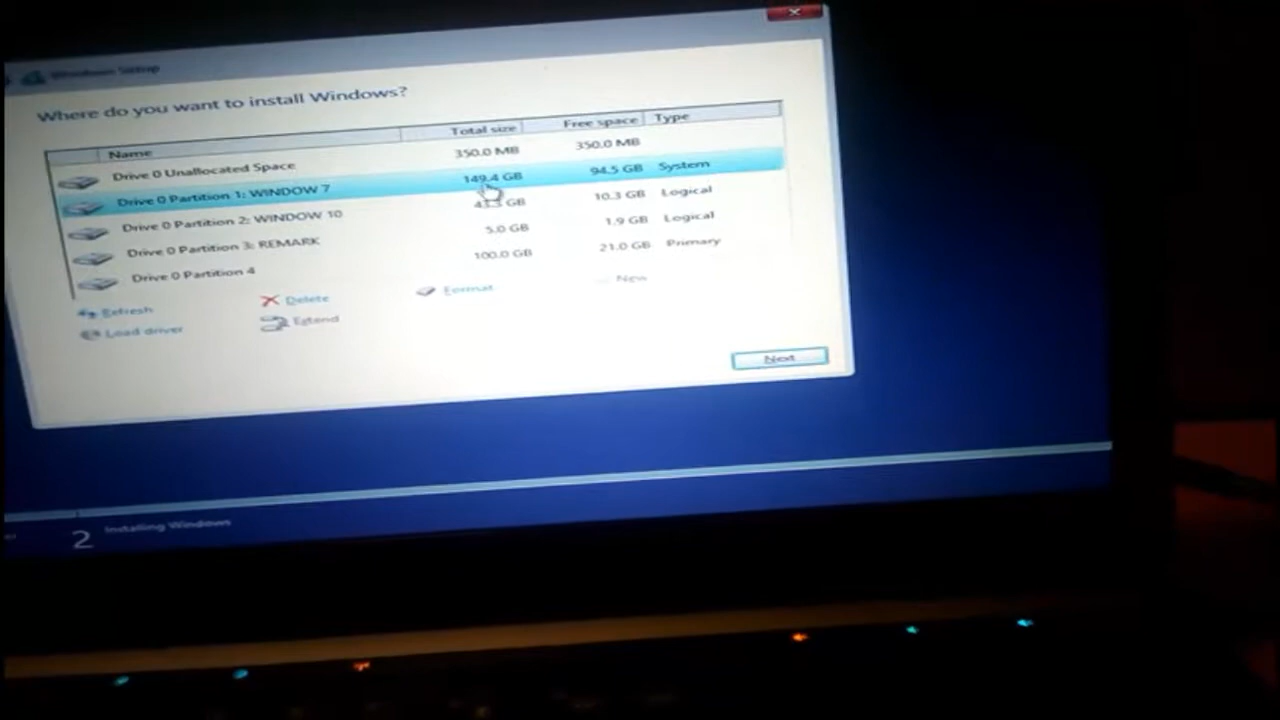 Windows Setup
Where do you want to install Windows?
Name Total size Free space Type
Drive 0 Unallocated Space 350.0 MB 350.0 MB
Drive 0 Partition 1: WINDOW 7 149.4 GB 94.5 GB System
Drive 0 Partition 2: WINDOW 10 43.3 GB 10.3 GB Logical
Drive 0 Partition 3: REMARK 5.0 GB 1.9 GB Logical
Drive 0 Partition 4 100.0 GB 21.0 GB Primary
Refresh Delete Format New
Load driver Extend
Next
2 Installing Windows